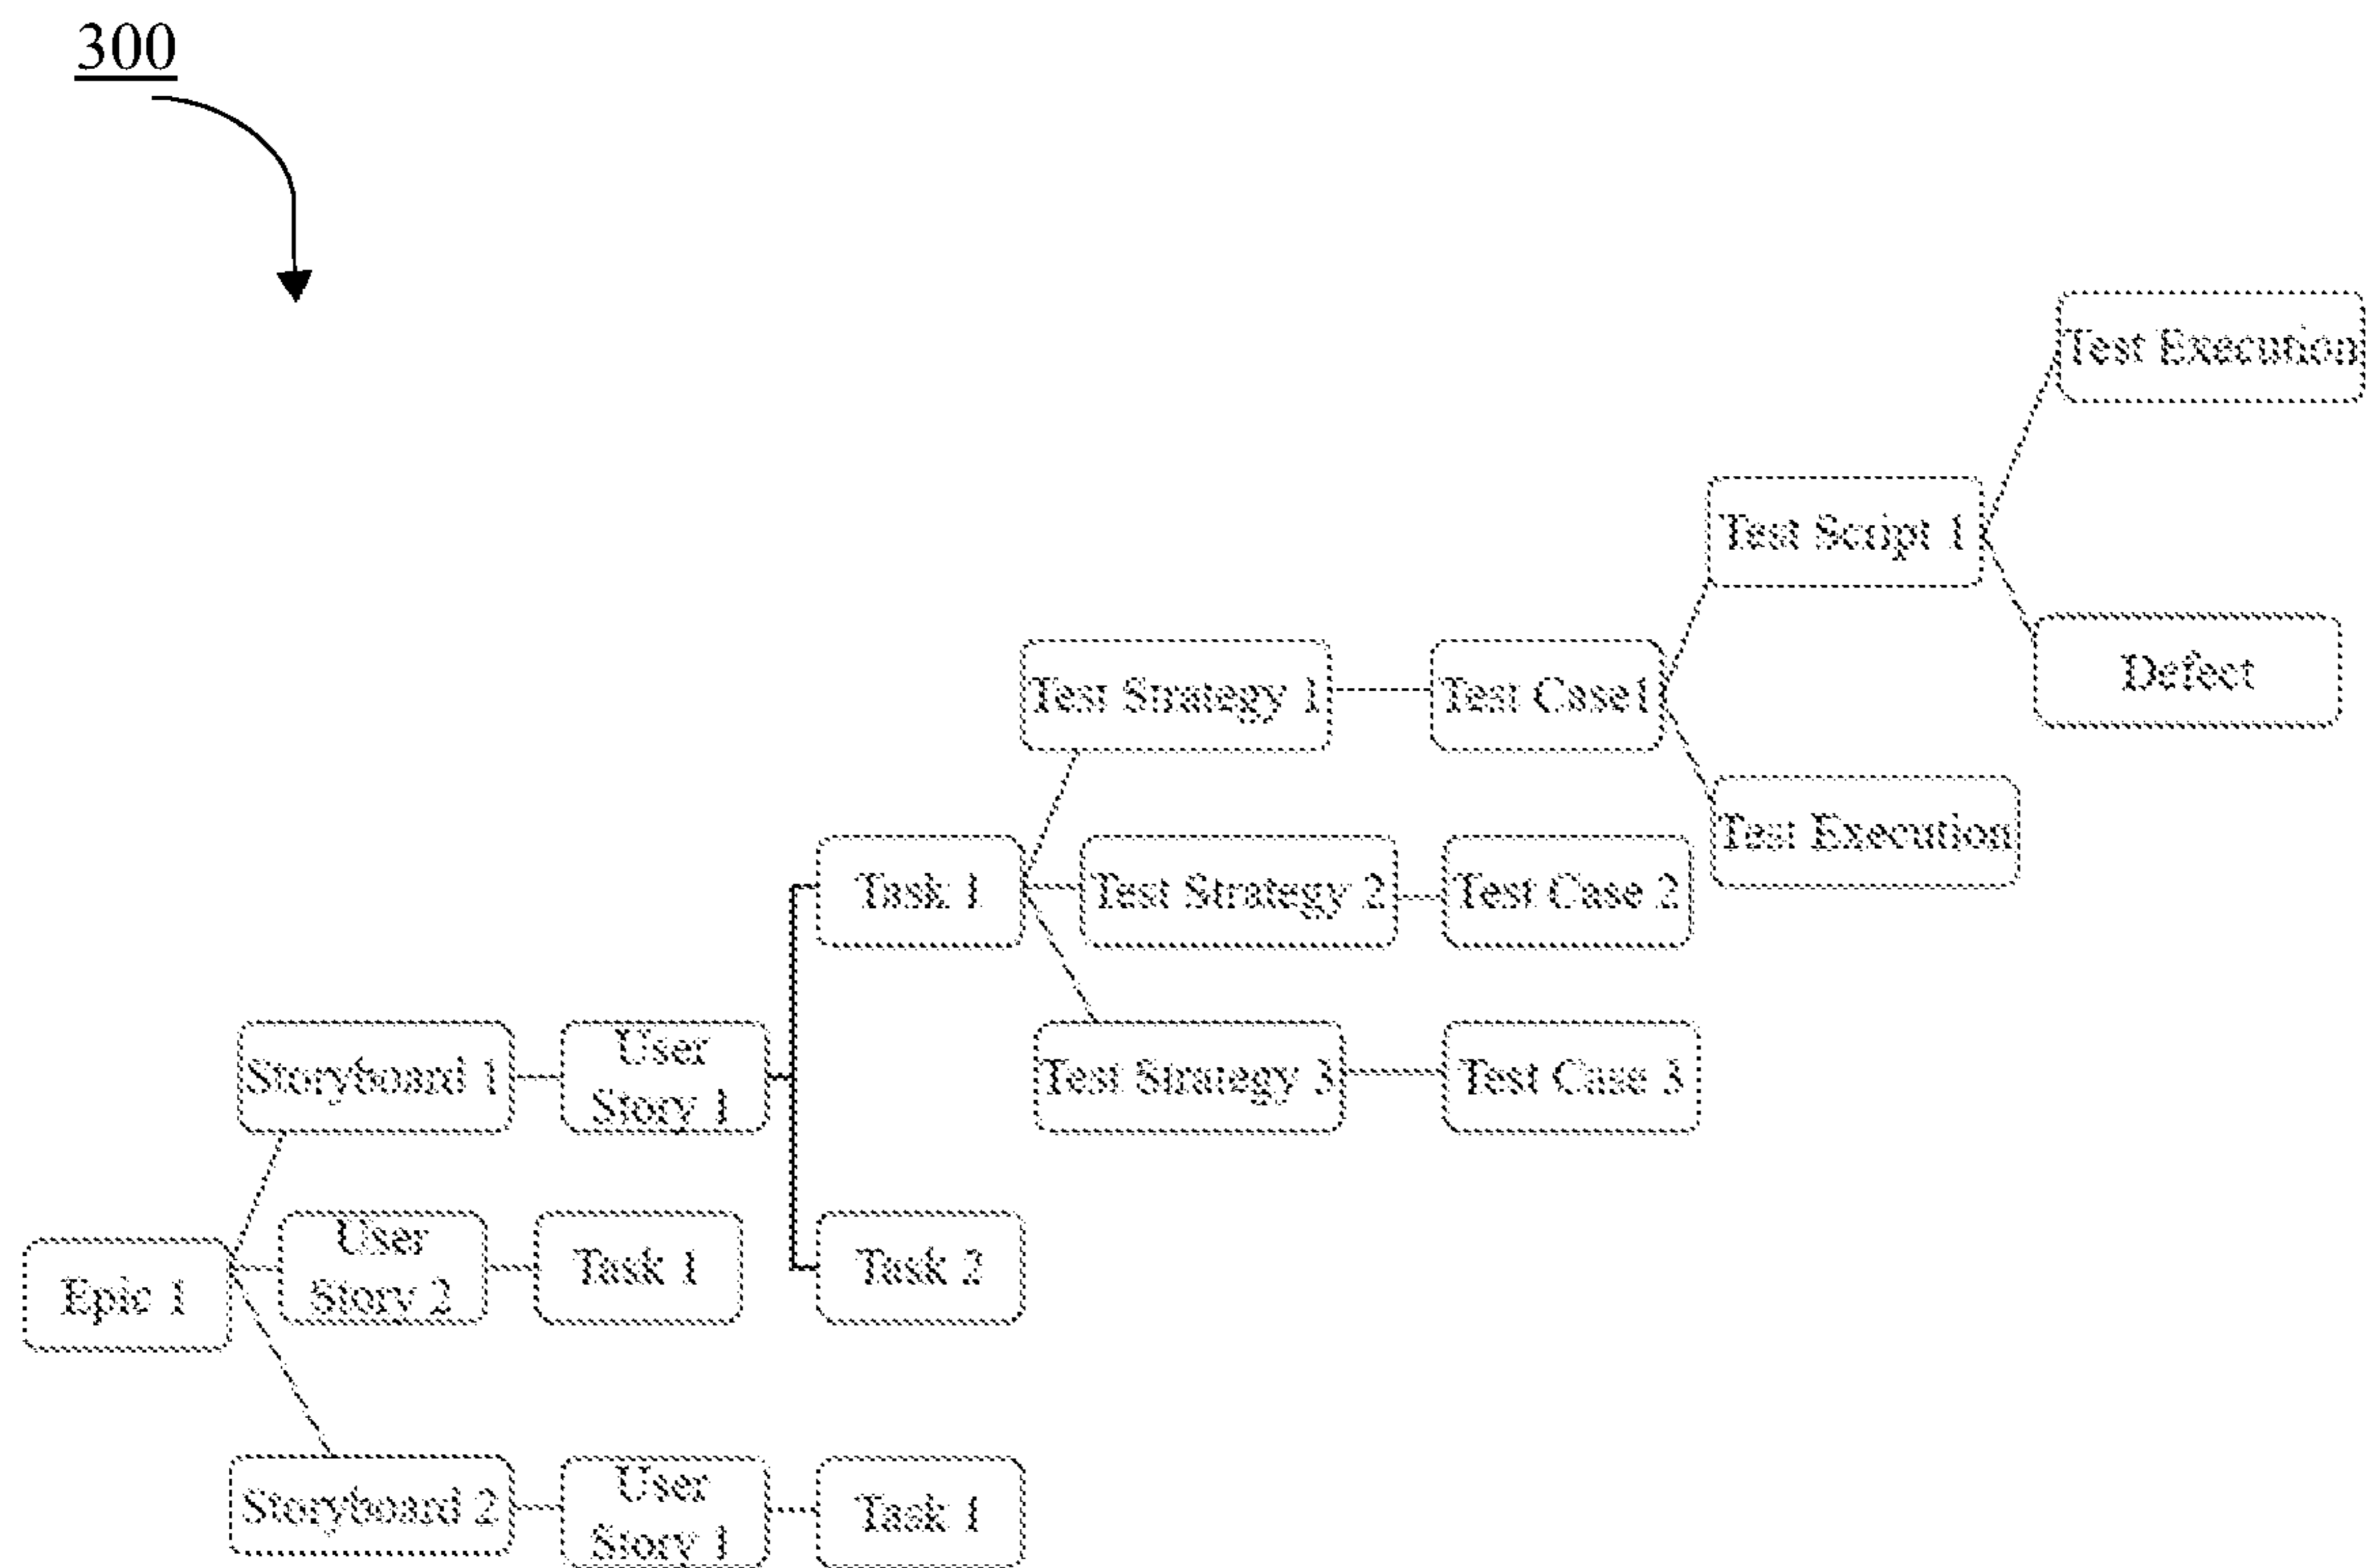 300
Test Execution
Test Script 1
Defect
Test Strategy 1
Test Case1
Test Execution
Task 1
Test Strategy 2
Test Case 2
Storyboard 1
User
Story 1
Test Strategy 3
Test Case 3
Epic 1
User
Story 2
Task 1
Task 2
Storyboard 2
User
Story 1
Task 1